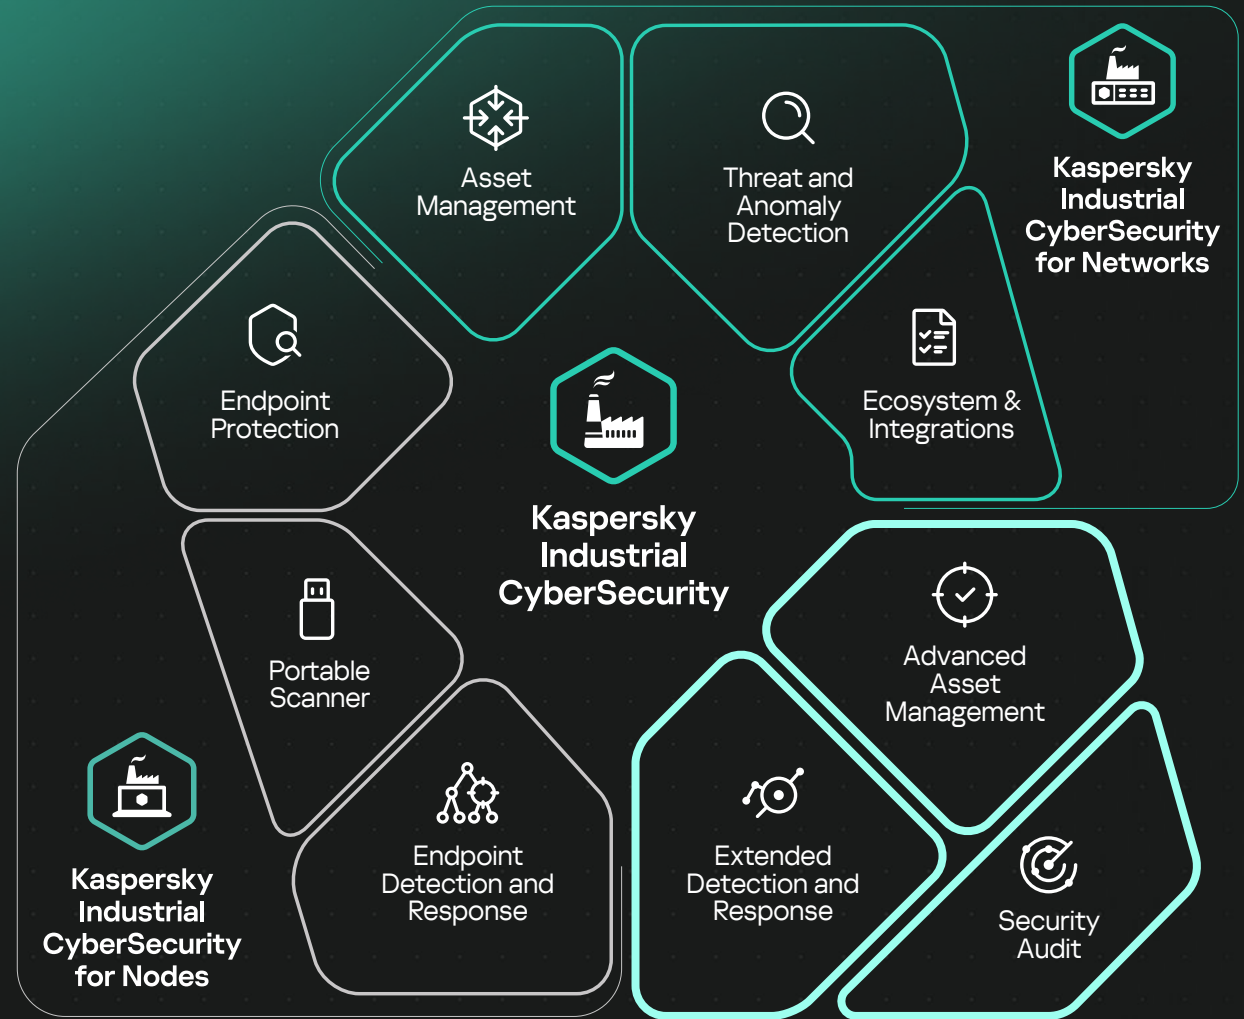 Asset
Management
Threat and
Anomaly
Detection
Kaspersky
Industrial
CyberSecurity
for Networks
Endpoint
Protection
Ecosystem &
Integrations
Kaspersky
Industrial
CyberSecurity
Portable
Scanner
Advanced
Asset
Management
Kaspersky
Industrial
CyberSecurity
for Nodes
Endpoint
Detection and
Response
Extended
Detection and
Response
Security
Audit